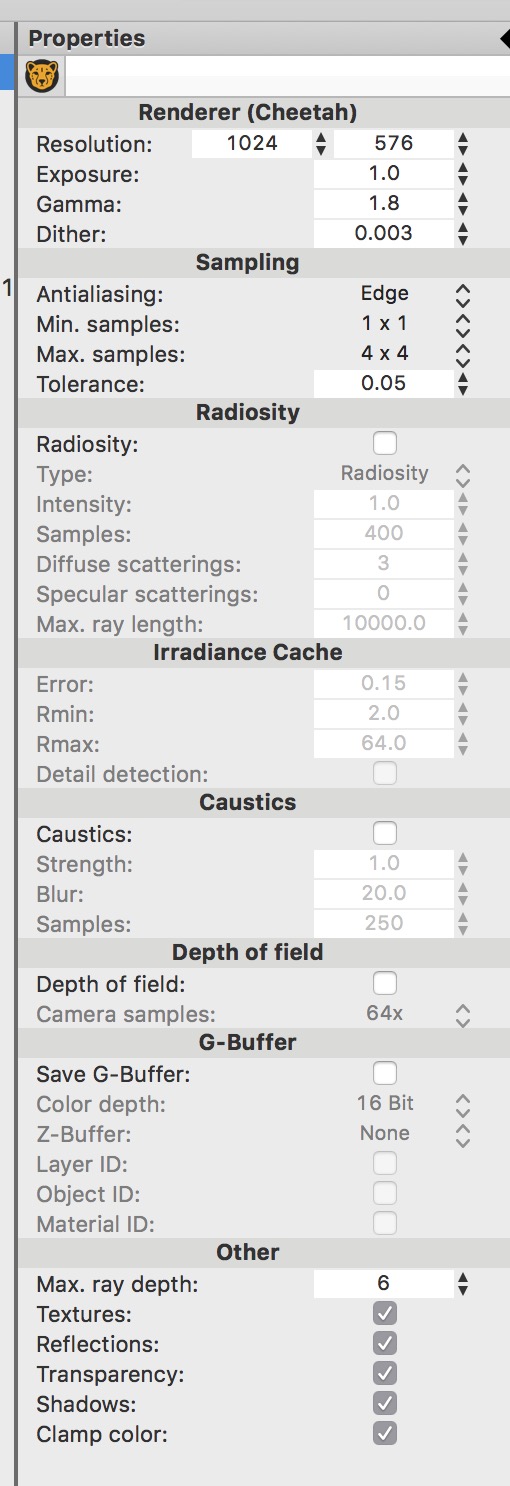 Properties
Renderer (Cheetah)
Resolution: 1024 576
Exposure: 1.0
Gamma: 1.8
Dither: 0.003
Sampling
1
Antialiasing: Edge
Min. samples: 1 x 1
Max. samples: 4 x 4
Tolerance: 0.05
Radiosity
Radiosity:
Type: Radiosity
Intensity: 1.0
Samples: 400
Diffuse scatterings: 3
Specular scatterings: 0
Max. ray length: 10000.0
Irradiance Cache
Error: 0.15
Rmin: 2.0
Rmax: 64.0
Detail detection:
Caustics
Caustics:
Strength: 1.0
Blur: 20.0
Samples: 250
Depth of field
Depth of field:
Camera samples: 64x
G-Buffer
Save G-Buffer:
Color depth: 16 Bit
Z-Buffer: None
Layer ID:
Object ID:
Material ID:
Other
Max. ray depth: 6
Textures:
Reflections:
Transparency:
Shadows:
Clamp color: